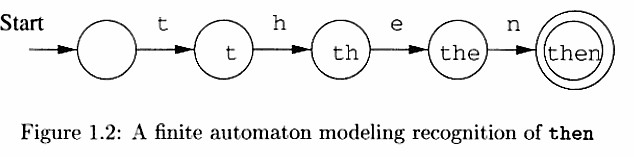 Start t h e n
t th the then
Figure 1.2: A finite automaton modeling recognition of then